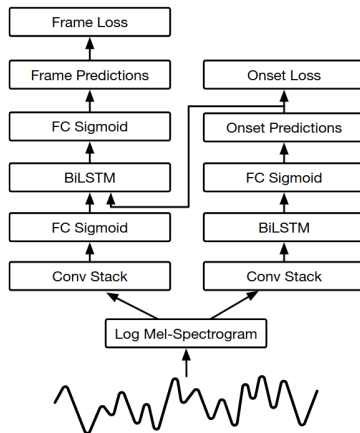 Frame Loss
Frame Predictions
Onset Loss
FC Sigmoid
Onset Predictions
BiLSTM
FC Sigmoid
FC Sigmoid
BiLSTM
Conv Stack
Conv Stack
Log Mel-Spectrogram